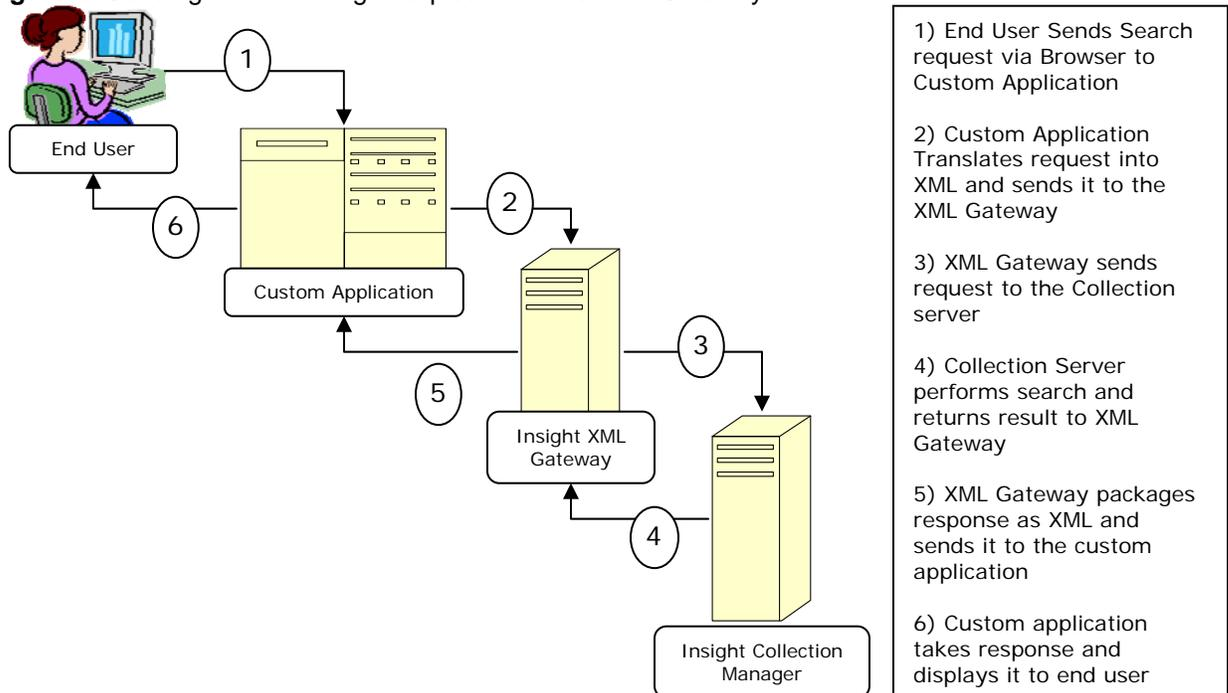 1
End User
6
2
Custom Application
3
5
Insight XML
Gateway
4
Insight Collection
Manager
1) End User Sends Search
request via Browser to
Custom Application
2) Custom Application
Translates request into
XML and sends it to the
XML Gateway
3) XML Gateway sends
request to the Collection
server
4) Collection Server
performs search and
returns result to XML
Gateway
5) XML Gateway packages
response as XML and
sends it to the custom
application
6) Custom application
takes response and
displays it to end user